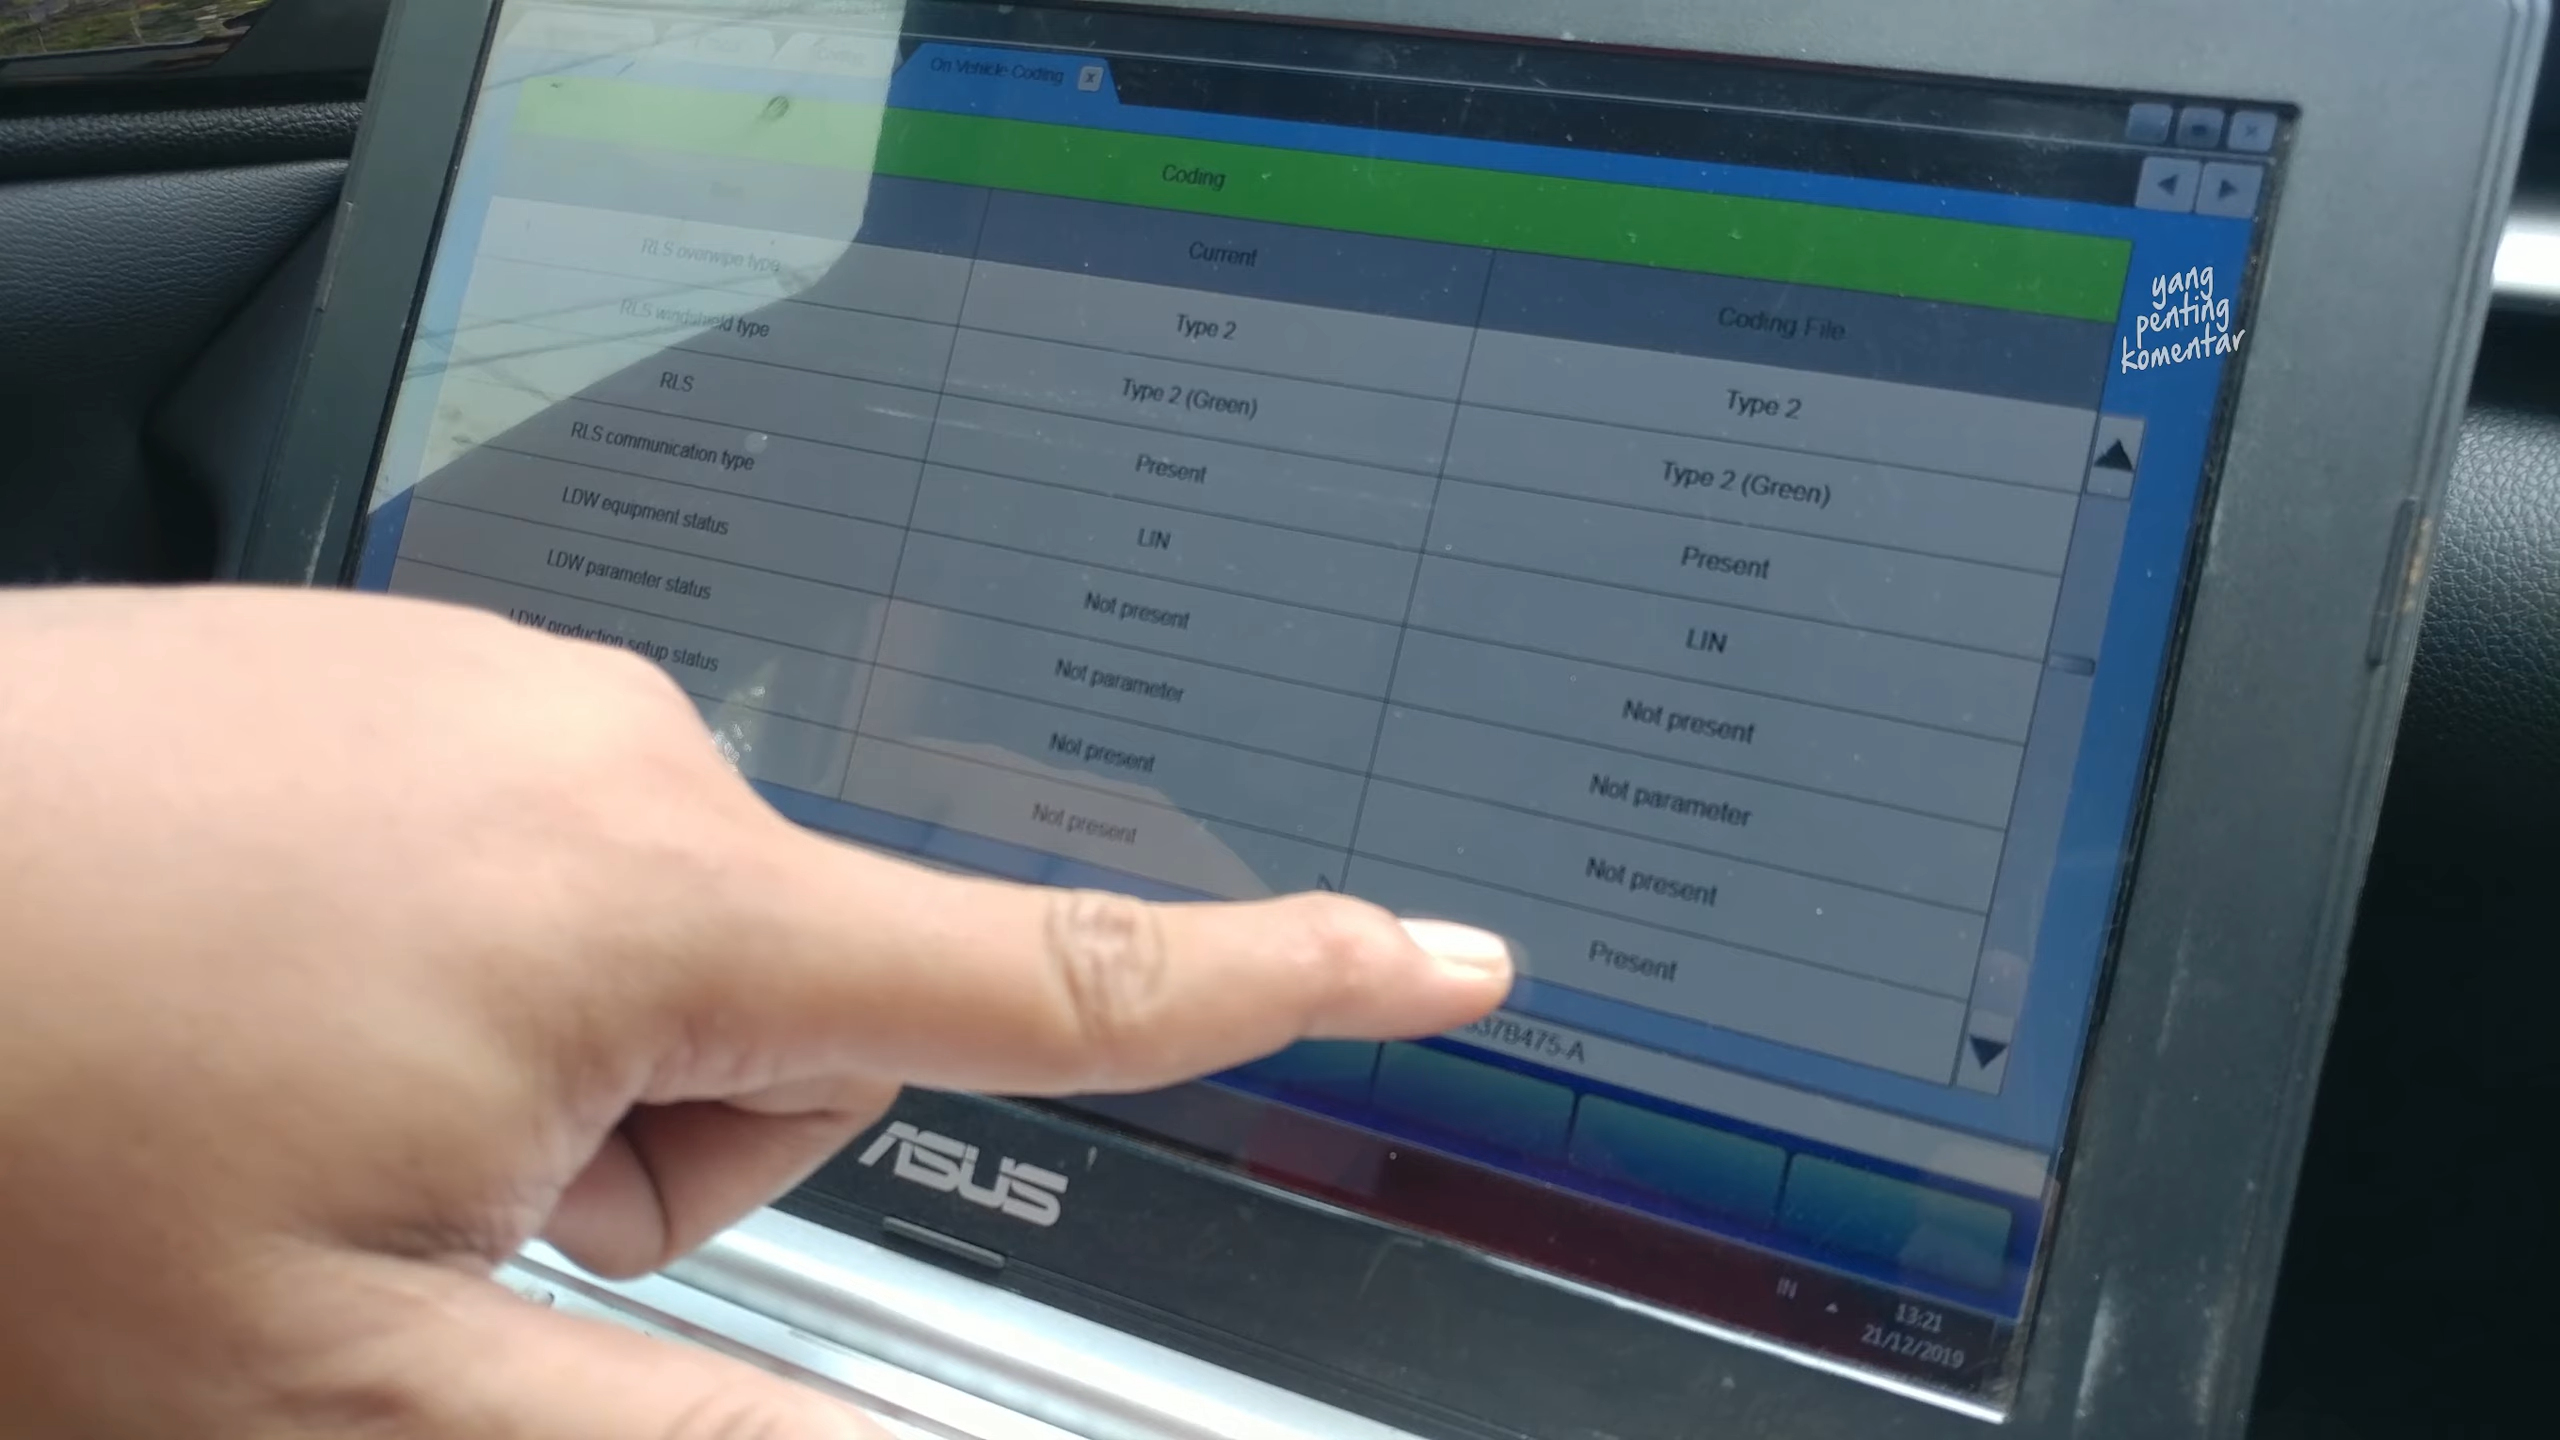 On Vehicle Coding
Coding
Current
Coding File
RLS overwipe type
Type 2
Type 2
RLS windshield type
Type 2 (Green)
Type 2 (Green)
RLS
Present
Present
RLS communication type
LIN
LIN
LDW equipment status
Not present
Not present
LDW parameter status
Not parameter
Not parameter
LDW production setup status
Not present
Not present
Not present
Present
37B475-A
yang
penting
komentar
ASUS
IN
13:21
21/12/2019